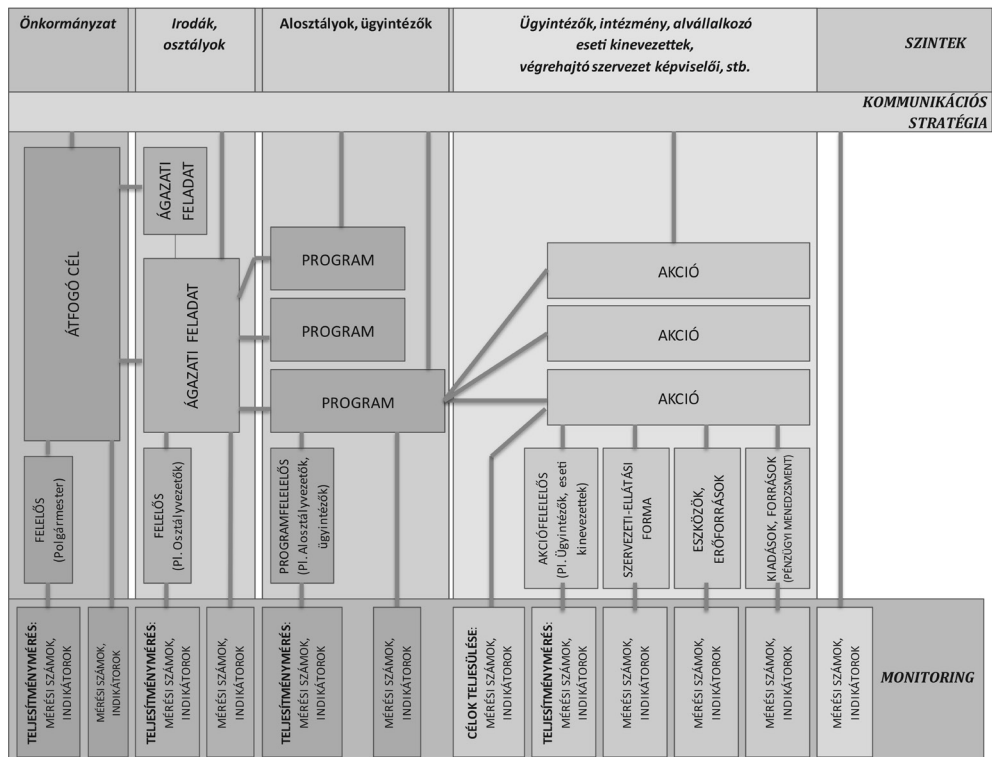 Önkormányzat
Irodák,
osztályok
Alosztályok, ügyintézők
Ügyintézők, intézmény, alvállalkozó
eseti kinevezettek,
végrehajtó szervezet képviselői, stb.
SZINTEK
KOMMUNIKÁCIÓS
STRATÉGIA
ÁTFOGÓ CÉL
ÁGAZATI
FELADAT
ÁGAZATI FELADAT
PROGRAM
PROGRAM
PROGRAM
AKCIÓ
AKCIÓ
AKCIÓ
FELELŐS
(Polgármester)
FELELŐS
(Pl. Osztályvezetők)
PROGRAMFELELELŐS
(Pl. Alosztályvezetők,
ügyintézők)
AKCIÓFELELŐS
(Pl. Ügyintézők, eseti
kinevezettek)
SZERVEZETI-ELLÁTÁSI
FORMA
ESZKÖZÖK,
ERŐFORRÁSOK
KIADÁSOK, FORRÁSOK
(PÉNZÜGYI MENEDZSMENT)
TELJESÍTMÉNYMÉRÉS:
MÉRÉSI SZÁMOK,
INDIKÁTOROK
MÉRÉSI SZÁMOK,
INDIKÁTOROK
TELJESÍTMÉNYMÉRÉS:
MÉRÉSI SZÁMOK,
INDIKÁTOROK
MÉRÉSI SZÁMOK,
INDIKÁTOROK
TELJESÍTMÉNYMÉRÉS:
MÉRÉSI SZÁMOK,
INDIKÁTOROK
MÉRÉSI SZÁMOK,
INDIKÁTOROK
CÉLOK TELJESÜLÉSE:
MÉRÉSI SZÁMOK,
INDIKÁTOROK
TELJESÍTMÉNYMÉRÉS:
MÉRÉSI SZÁMOK,
INDIKÁTOROK
MÉRÉSI SZÁMOK,
INDIKÁTOROK
MÉRÉSI SZÁMOK,
INDIKÁTOROK
MÉRÉSI SZÁMOK,
INDIKÁTOROK
MÉRÉSI SZÁMOK,
INDIKÁTOROK
MONITORING